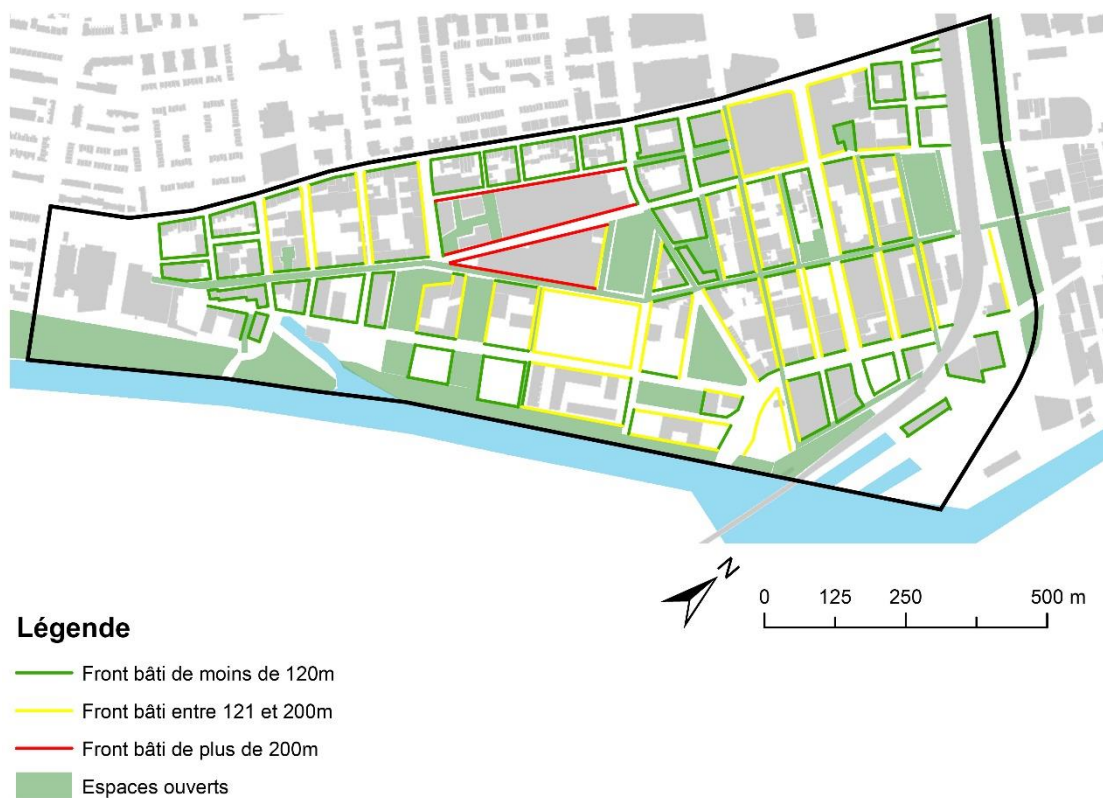 N
0 125 250 500 m
Légende
Front bâti de moins de 120m
Front bâti entre 121 et 200m
Front bâti de plus de 200m
Espaces ouverts